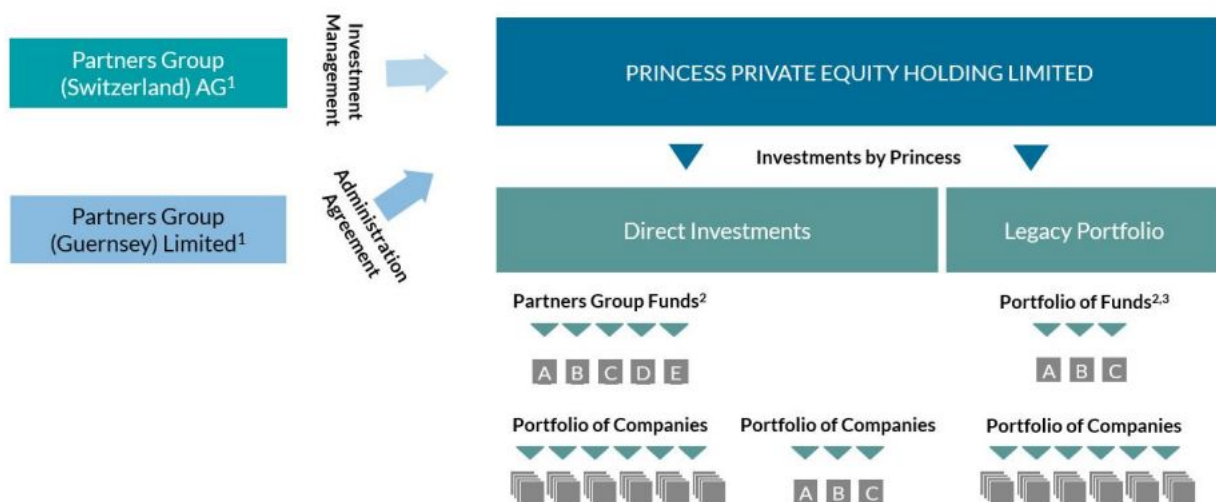 Partners Group
(Switzerland) AG¹
Investment
Management
PRINCESS PRIVATE EQUITY HOLDING LIMITED
Investments by Princess
Partners Group
(Guernsey) Limited¹
Administration
Agreement
Direct Investments
Legacy Portfolio
Partners Group Funds²
Portfolio of Funds²,³
A B C D E
A B C
Portfolio of Companies
Portfolio of Companies
Portfolio of Companies
A B C